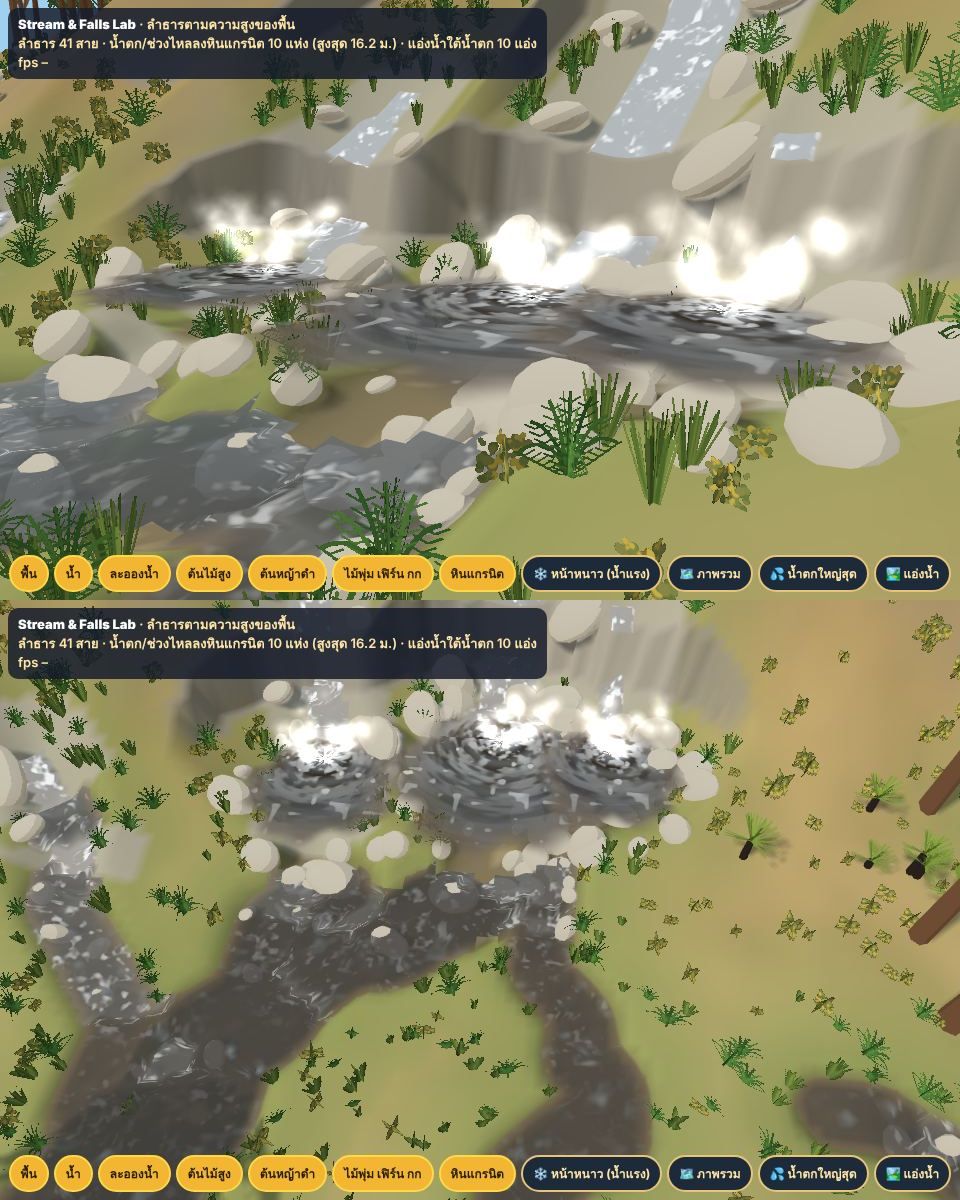 Stream & Falls Lab · ลำธารตามความสูงของพื้น
ลำธาร 41 สาย · น้ำตก/ช่วงไหลลงหินแกรนิต 10 แห่ง (สูงสุด 16.2 ม.) · แอ่งน้ำใต้น้ำตก 10 แอ่ง
fps –
พื้น น้ำ ละอองน้ำ ต้นไม้สูง ต้นหญ้าดำ ไม้พุ่ม เฟิร์น กก หินแกรนิต ❄️ หน้าหนาว (น้ำแรง) 🗺️ ภาพรวม 💦 น้ำตกใหญ่สุด 🏞️ แอ่งน้ำ
Stream & Falls Lab · ลำธารตามความสูงของพื้น
ลำธาร 41 สาย · น้ำตก/ช่วงไหลลงหินแกรนิต 10 แห่ง (สูงสุด 16.2 ม.) · แอ่งน้ำใต้น้ำตก 10 แอ่ง
fps –
พื้น น้ำ ละอองน้ำ ต้นไม้สูง ต้นหญ้าดำ ไม้พุ่ม เฟิร์น กก หินแกรนิต ❄️ หน้าหนาว (น้ำแรง) 🗺️ ภาพรวม 💦 น้ำตกใหญ่สุด 🏞️ แอ่งน้ำ